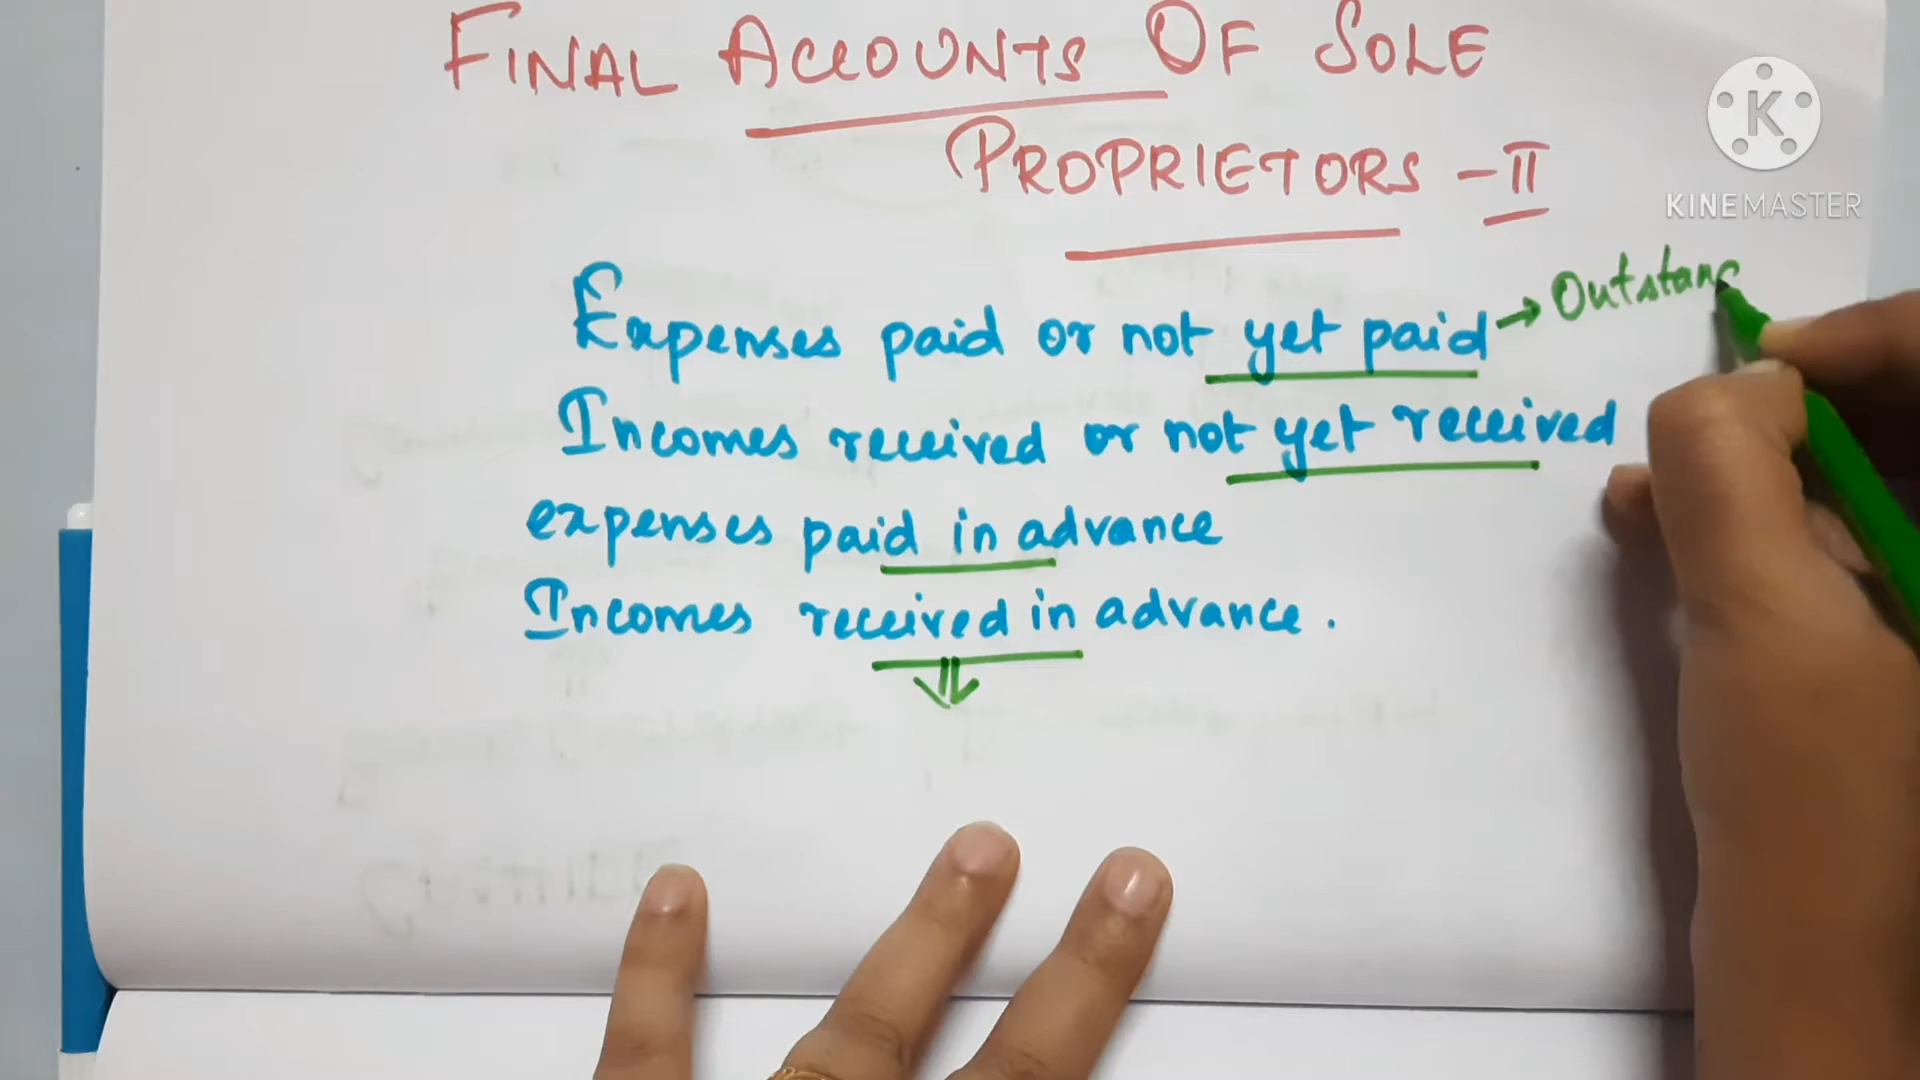 FINAL ACCOUNTS OF SOLE
PROPRIETORS - II
Expenses paid or not yet paid → Outstand
Incomes received or not yet received
expenses paid in advance
Incomes received in advance.
K
KINEMASTER